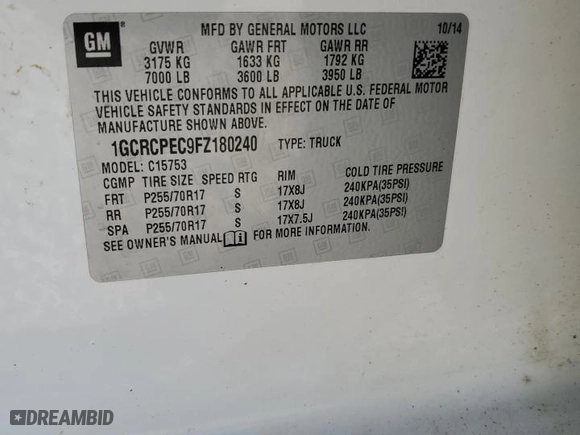 GM
MFD BY GENERAL MOTORS LLC 10/14
GVWR GAWR FRT GAWR RR
3175 KG 1633 KG 1792 KG
7000 LB 3600 LB 3950 LB
THIS VEHICLE CONFORMS TO ALL APPLICABLE U.S. FEDERAL MOTOR
VEHICLE SAFETY STANDARDS IN EFFECT ON THE DATE OF
MANUFACTURE SHOWN ABOVE.
1GCRCPEC9FZ180240 TYPE: TRUCK
MODEL: C15753
CGMP TIRE SIZE SPEED RTG RIM COLD TIRE PRESSURE
FRT P255/70R17 S 17X8J 240KPA(35PSI)
RR P255/70R17 S 17X8J 240KPA(35PSI)
SPA P255/70R17 S 17X7.5J 240KPA(35PSI)
SEE OWNER'S MANUAL FOR MORE INFORMATION.
DREAMBID